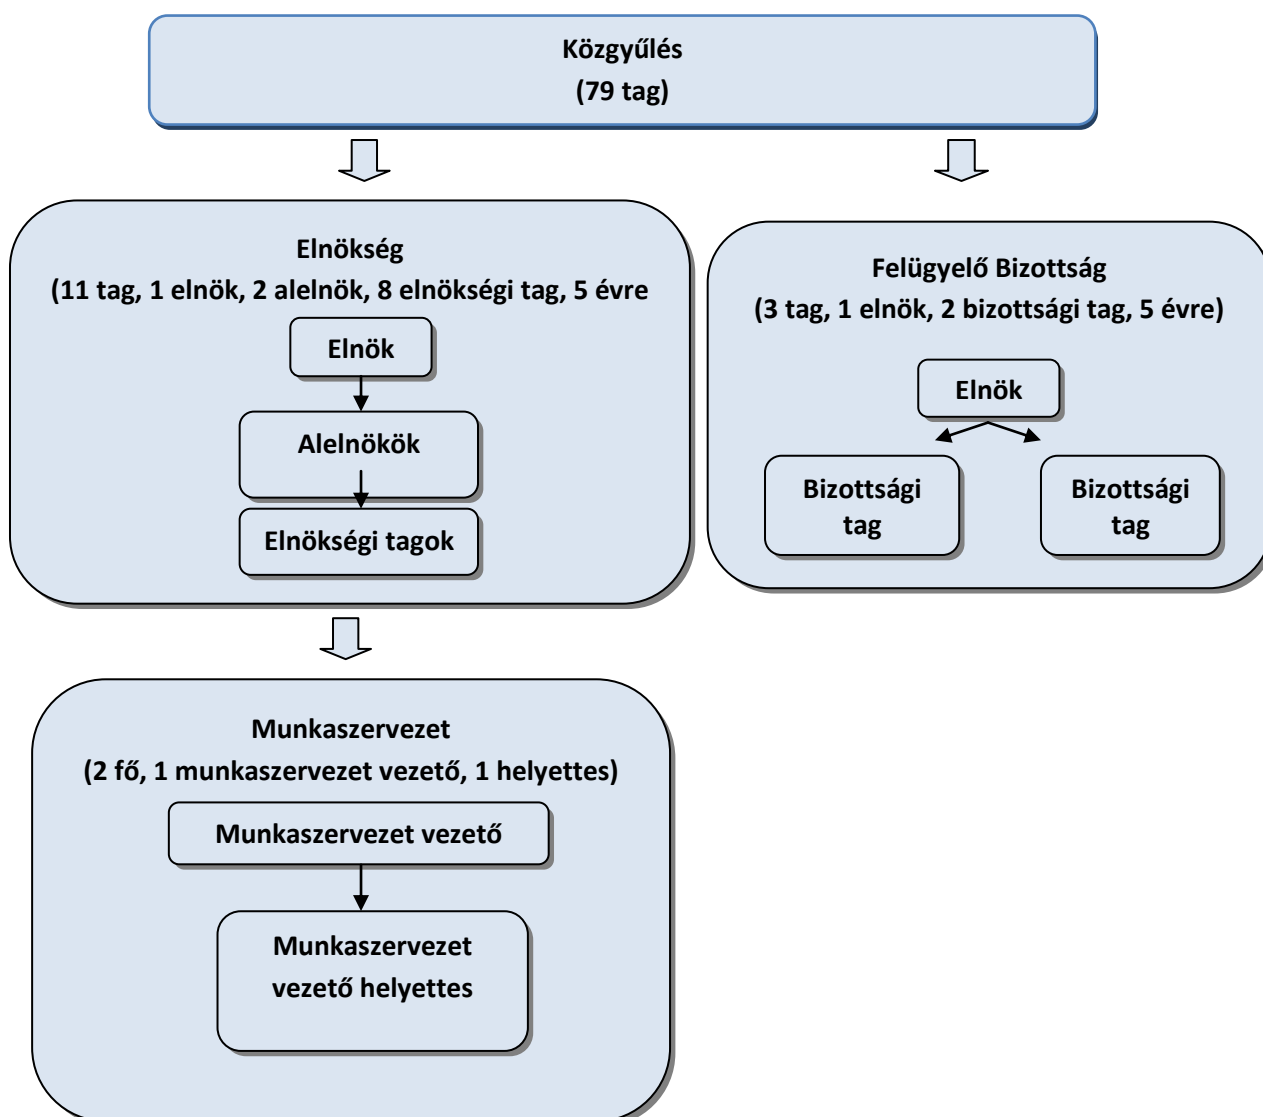 Közgyűlés
(79 tag)
Elnökség
(11 tag, 1 elnök, 2 alelnök, 8 elnökségi tag, 5 évre
Elnök
Alelnökök
Elnökségi tagok
Felügyelő Bizottság
(3 tag, 1 elnök, 2 bizottsági tag, 5 évre)
Elnök
Bizottsági
tag
Bizottsági
tag
Munkaszervezet
(2 fő, 1 munkaszervezet vezető, 1 helyettes)
Munkaszervezet vezető
Munkaszervezet
vezető helyettes